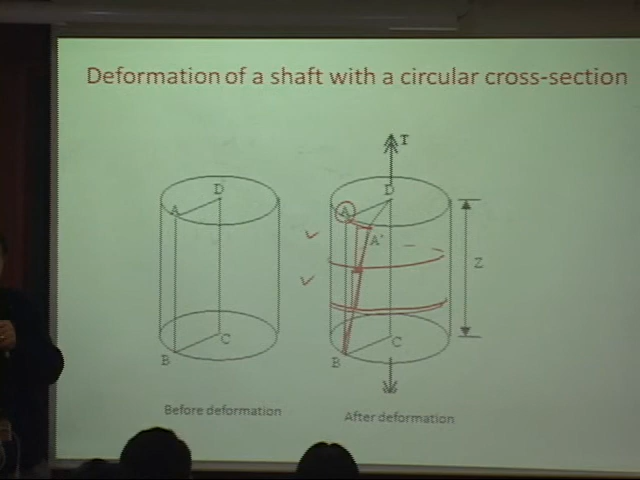 Deformation of a shaft with a circular cross-section
T
D
D
A
A
A'
Z
C
C
B
B
Before deformation
After deformation